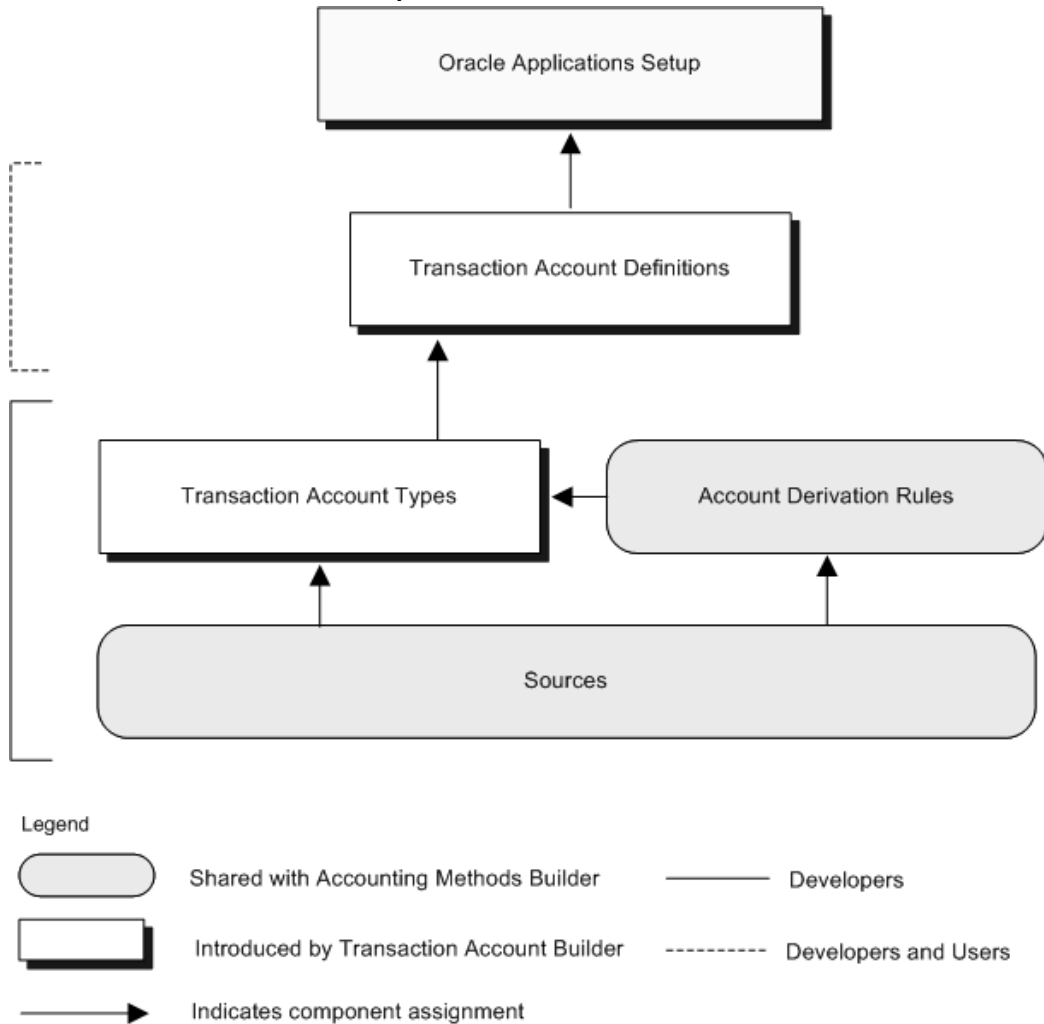 Oracle Applications Setup
Transaction Account Definitions
Transaction Account Types
Account Derivation Rules
Sources
Legend
Shared with Accounting Methods Builder
Developers
Introduced by Transaction Account Builder
Developers and Users
Indicates component assignment